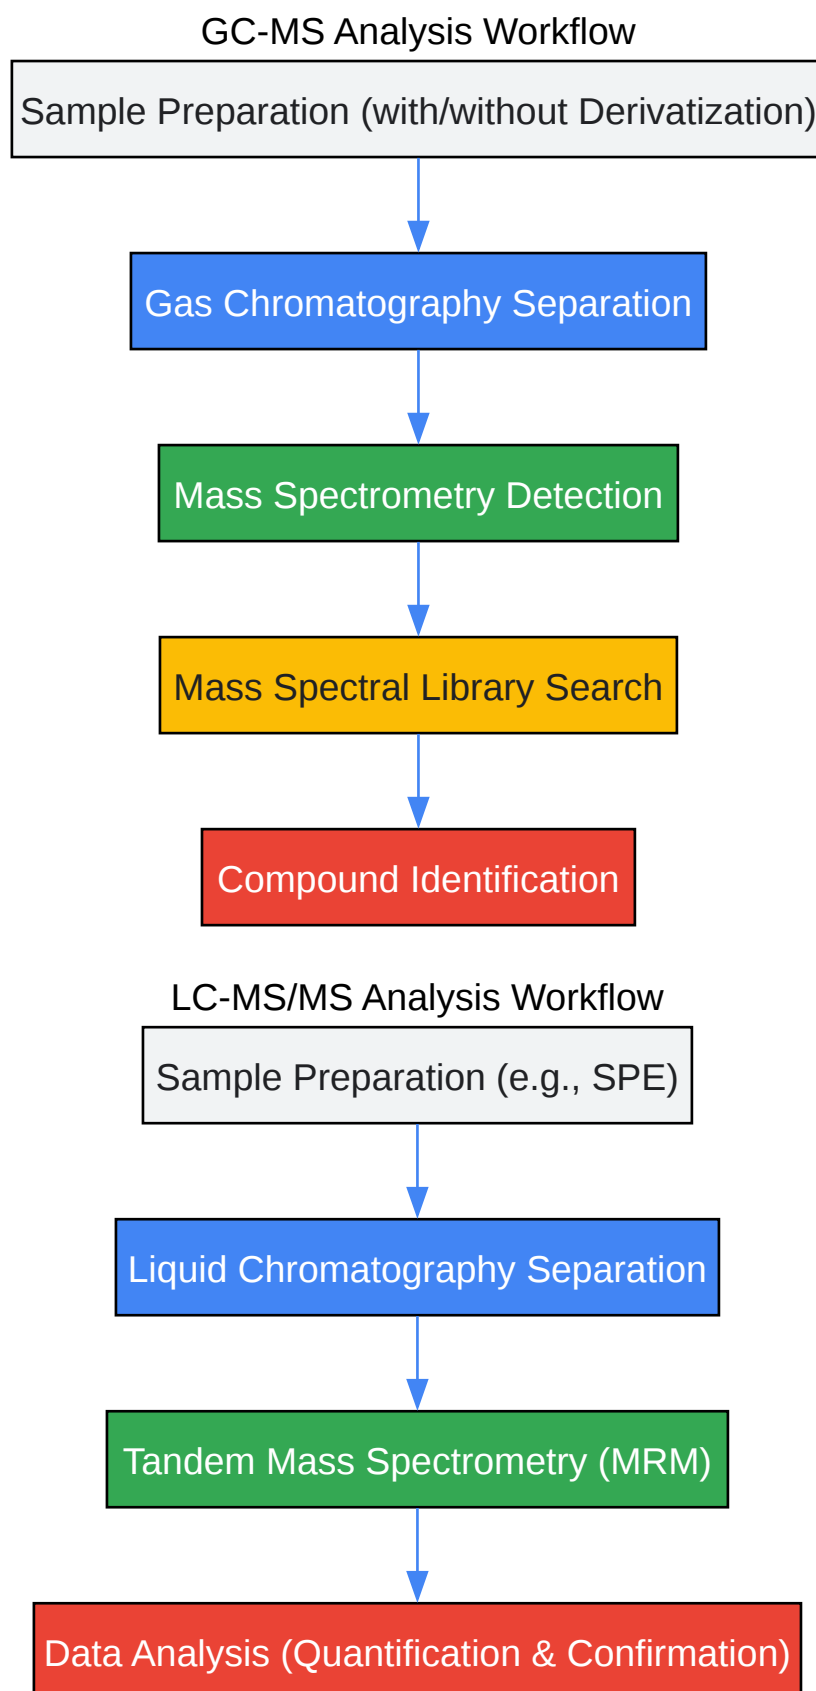 GC-MS Analysis Workflow
Sample Preparation (with/without Derivatization)
Gas Chromatography Separation
Mass Spectrometry Detection
Mass Spectral Library Search
Compound Identification
LC-MS/MS Analysis Workflow
Sample Preparation (e.g., SPE)
Liquid Chromatography Separation
Tandem Mass Spectrometry (MRM)
Data Analysis (Quantification & Confirmation)